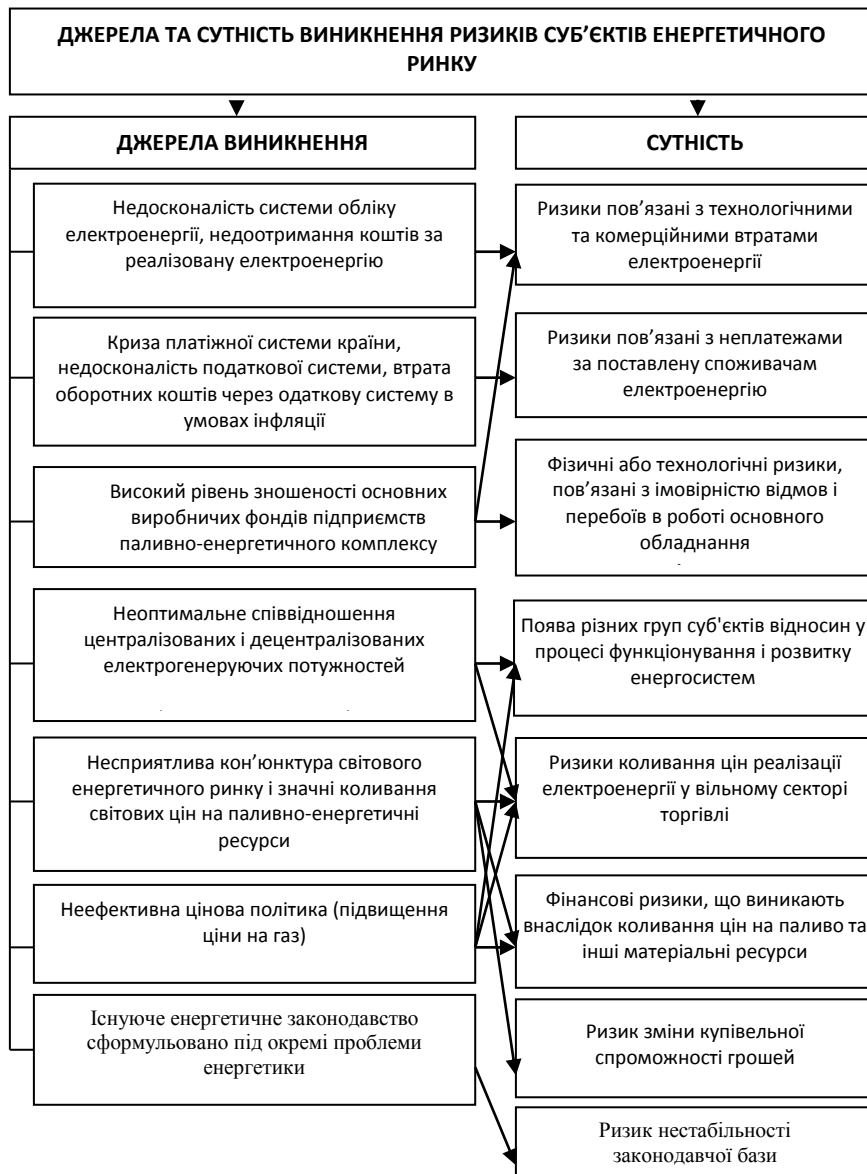 ДЖЕРЕЛА ТА СУТНІСТЬ ВИНИКНЕННЯ РИЗИКІВ СУБ’ЄКТІВ ЕНЕРГЕТИЧНОГО
РИНКУ
ДЖЕРЕЛА ВИНИКНЕННЯ
Недосконалість системи обліку
електроенергії, недоотримання коштів за
реалізовану електроенергію
Криза платіжної системи країни,
недосконалість податкової системи, втрата
оборотних коштів через одаткову систему в
умовах інфляції
Високий рівень зношеності основних
виробничих фондів підприємств
паливно-енергетичного комплексу
Неоптимальне співвідношення
централізованих і децентралізованих
електрогенеруючих потужностей
Несприятлива кон’юнктура світового
енергетичного ринку і значні коливання
світових цін на паливно-енергетичні
ресурси
Неефективна цінова політика (підвищення
ціни на газ)
Існуюче енергетичне законодавство
сформульовано під окремі проблеми
енергетики
СУТНІСТЬ
Ризики пов’язані з технологічними
та комерційними втратами
електроенергії
Ризики пов’язані з неплатежами
за поставлену споживачам
електроенергію
Фізичні або технологічні ризики,
пов’язані з імовірністю відмов і
перебоїв в роботі основного
обладнання
Поява різних груп суб'єктів відносин у
процесі функціонування і розвитку
енергосистем
Ризики коливання цін реалізації
електроенергії у вільному секторі
торгівлі
Фінансові ризики, що виникають
внаслідок коливання цін на паливо та
інші матеріальні ресурси
Ризик зміни купівельної
спроможності грошей
Ризик нестабільності
законодавчої бази